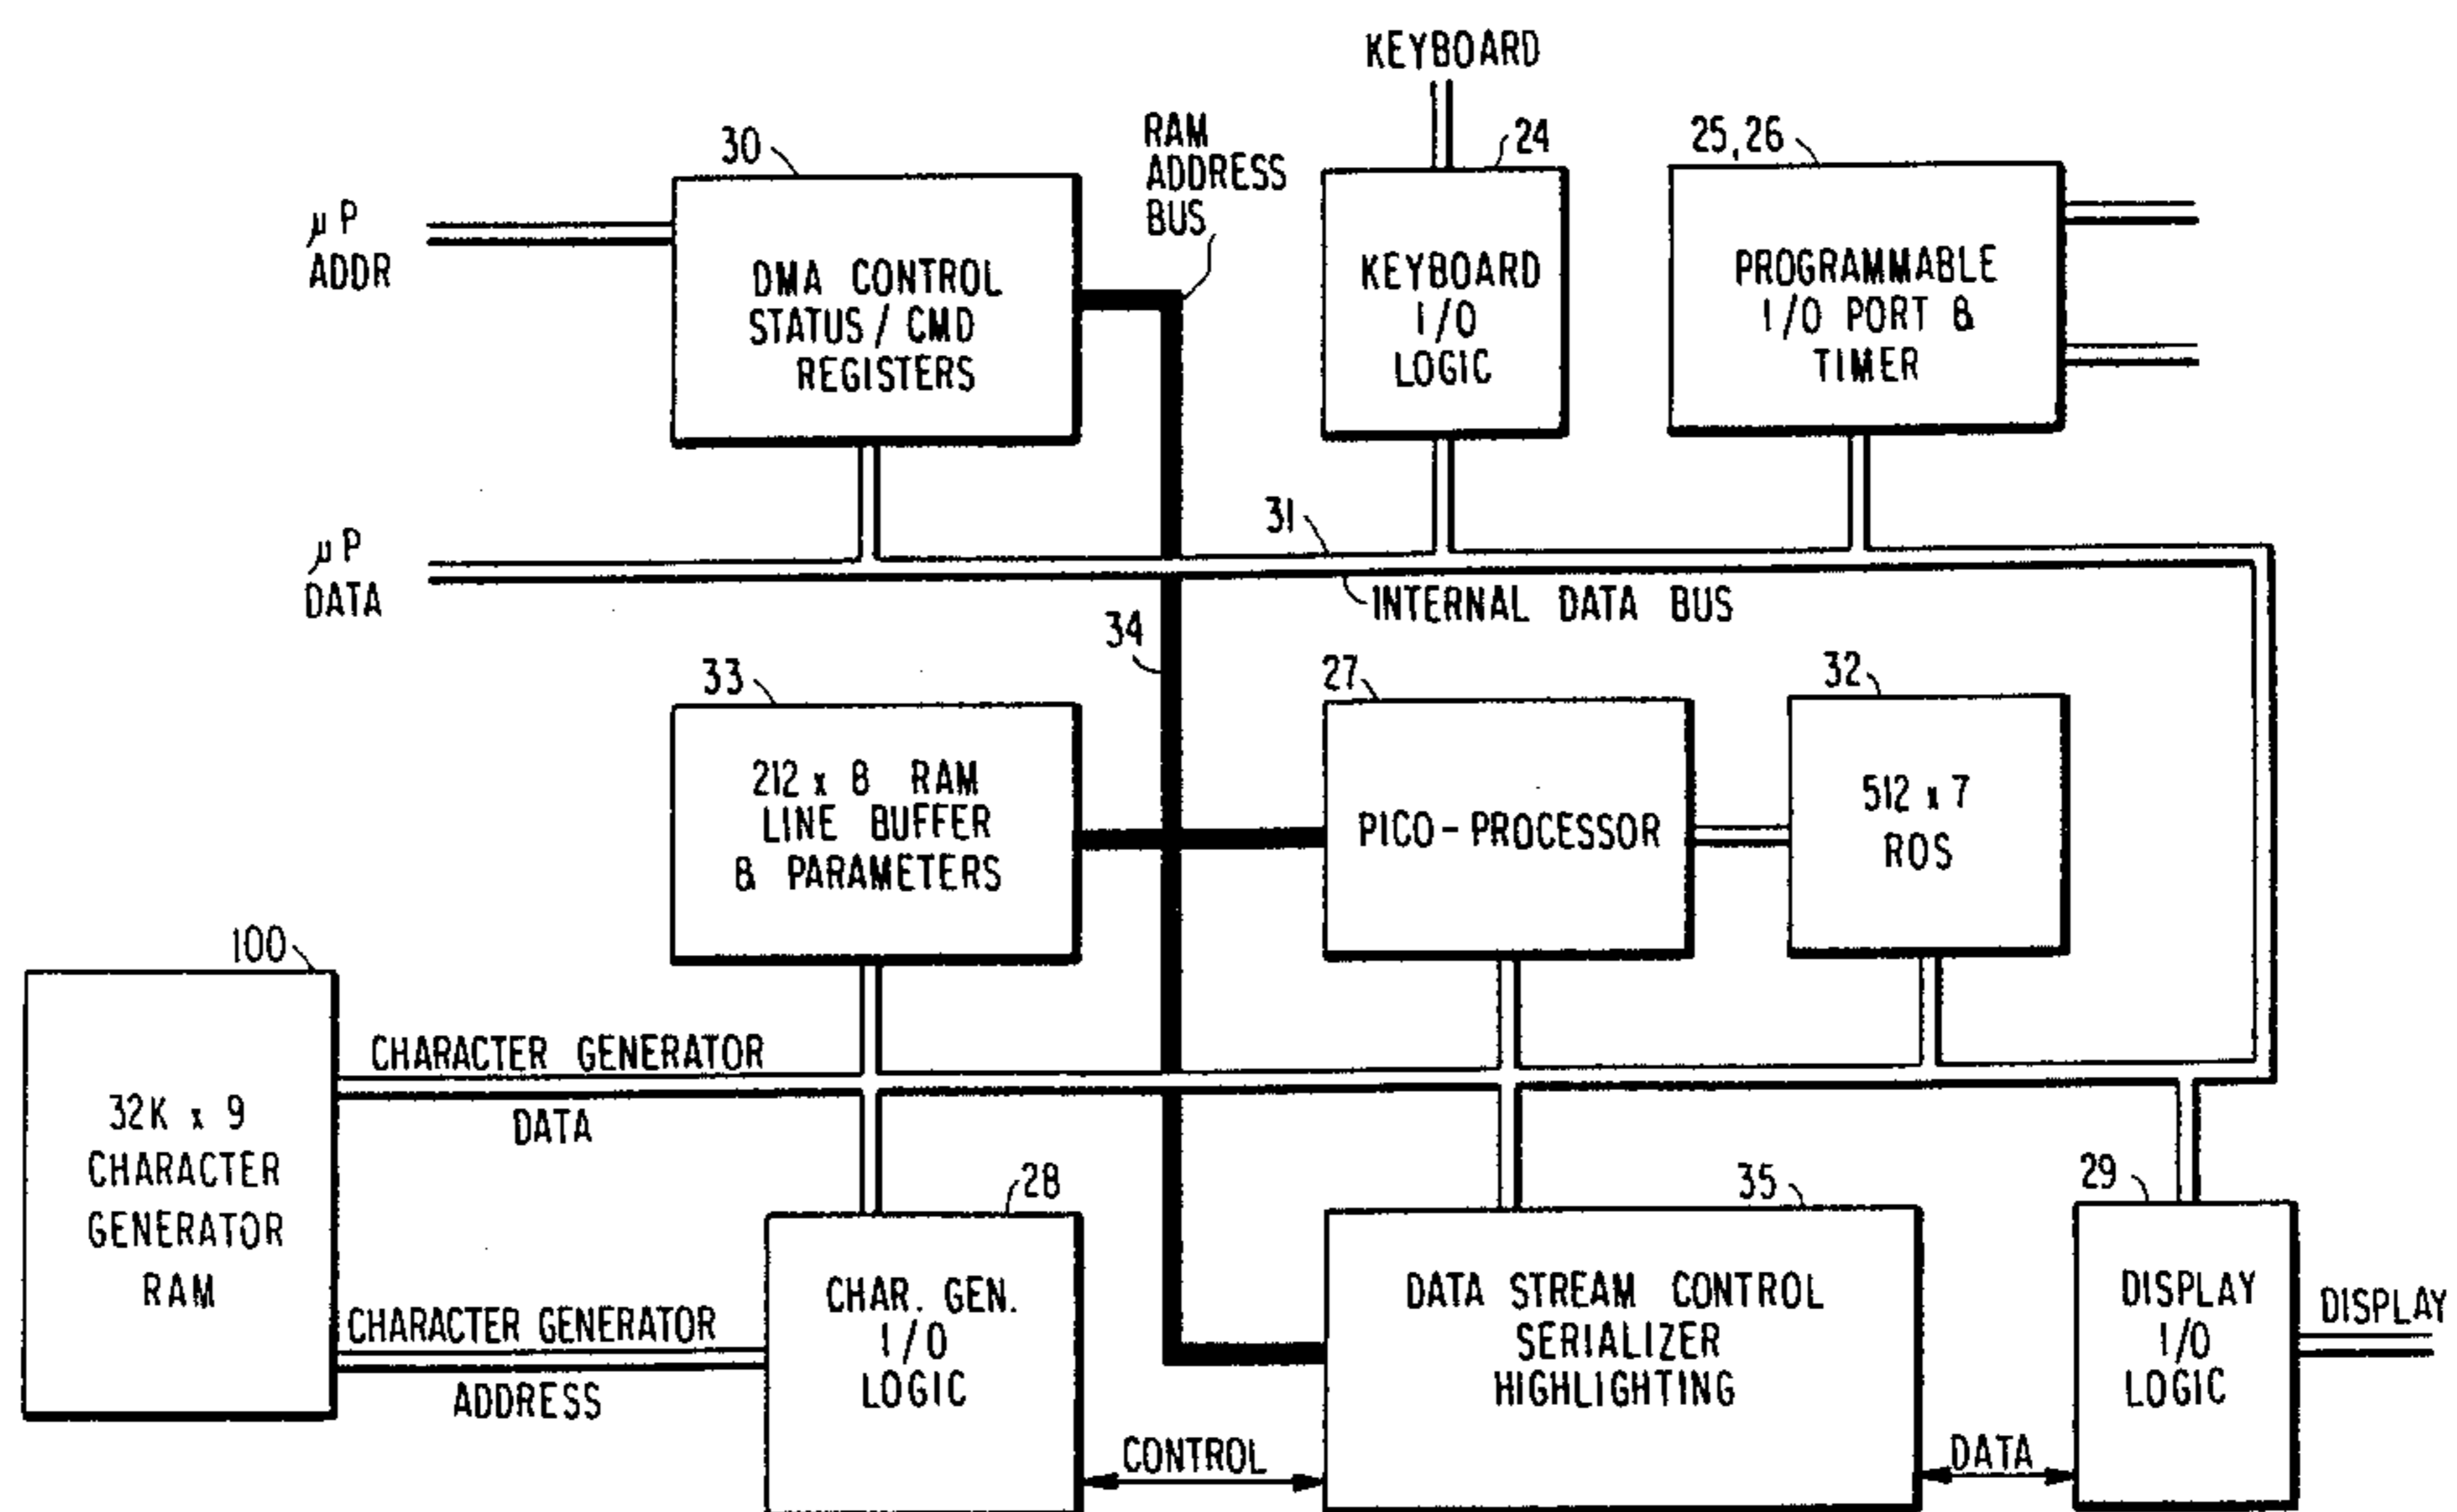 KEYBOARD
30
RAM
ADDRESS
BUS
24
25,26
μP
ADDR
DMA CONTROL
STATUS / CMD
REGISTERS
KEYBOARD
I/O
LOGIC
PROGRAMMABLE
I/O PORT &
TIMER
31
μP
DATA
INTERNAL DATA BUS
34
33
27
32
212 x 8 RAM
LINE BUFFER
& PARAMETERS
PICO-PROCESSOR
512 x 7
ROS
100
CHARACTER GENERATOR
DATA
32K x 9
CHARACTER
GENERATOR
RAM
28
35
29
CHARACTER GENERATOR
ADDRESS
CHAR. GEN.
I/O
LOGIC
DATA STREAM CONTROL
SERIALIZER
HIGHLIGHTING
DISPLAY
I/O
LOGIC
DISPLAY
CONTROL
DATA